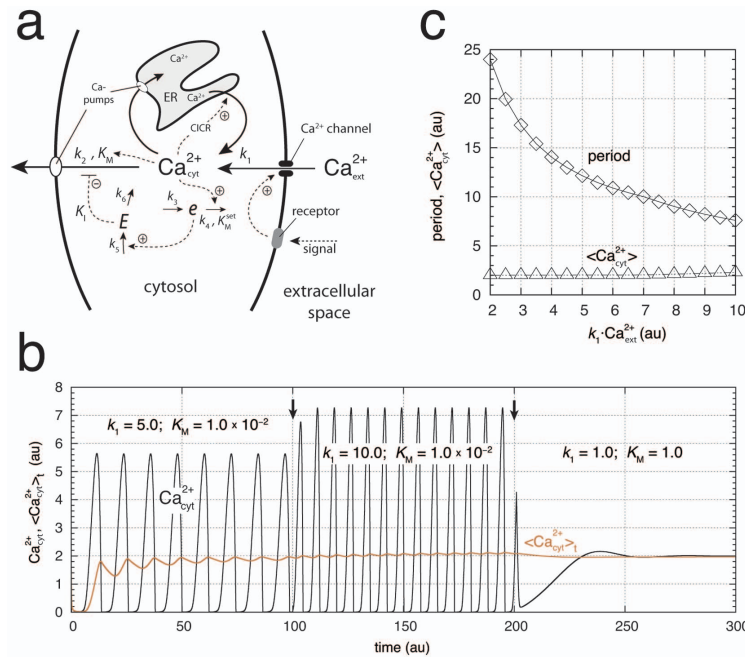 a
Ca²⁺
ER
Ca²⁺
Ca-
pumps
CICR
⊕
Ca²⁺ channel
k₂ , K_M
Ca²⁺cyt
k₁
Ca²⁺ext
⊖
⊕
⊕
k₆
k₃
e
k₄, K_M^set
K_I
E
receptor
k₅
⊕
signal
cytosol
extracellular
space
c
period, <Ca²⁺cyt> (au)
25
20
15
10
5
0
period
<Ca²⁺cyt>
2 3 4 5 6 7 8 9 10
k₁·Ca²⁺ext (au)
b
Ca²⁺cyt , <Ca²⁺cyt>t (au)
8
7
6
5
4
3
2
1
0
k₁ = 5.0; K_M = 1.0 x 10⁻²
k₁ = 10.0; K_M = 1.0 x 10⁻²
k₁ = 1.0; K_M = 1.0
Ca²⁺cyt
<Ca²⁺cyt>t
0 50 100 150 200 250 300
time (au)